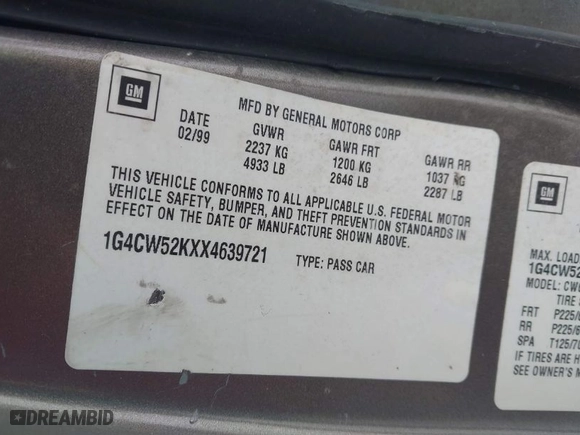 GM
MFD BY GENERAL MOTORS CORP
DATE GVWR GAWR FRT GAWR RR
02/99 2237 KG 1200 KG 1037 KG
4933 LB 2646 LB 2287 LB
THIS VEHICLE CONFORMS TO ALL APPLICABLE U.S. FEDERAL MOTOR
VEHICLE SAFETY, BUMPER, AND THEFT PREVENTION STANDARDS IN
EFFECT ON THE DATE OF MANUFACTURE SHOWN ABOVE.
1G4CW52KXX4639721 TYPE: PASS CAR
GM
MAX. LOAD
1G4CW52
MODEL: CW
TIRE
FRT P225/
RR P225/
SPA T125/70
IF TIRES ARE H
SEE OWNER'S M
DREAMBID